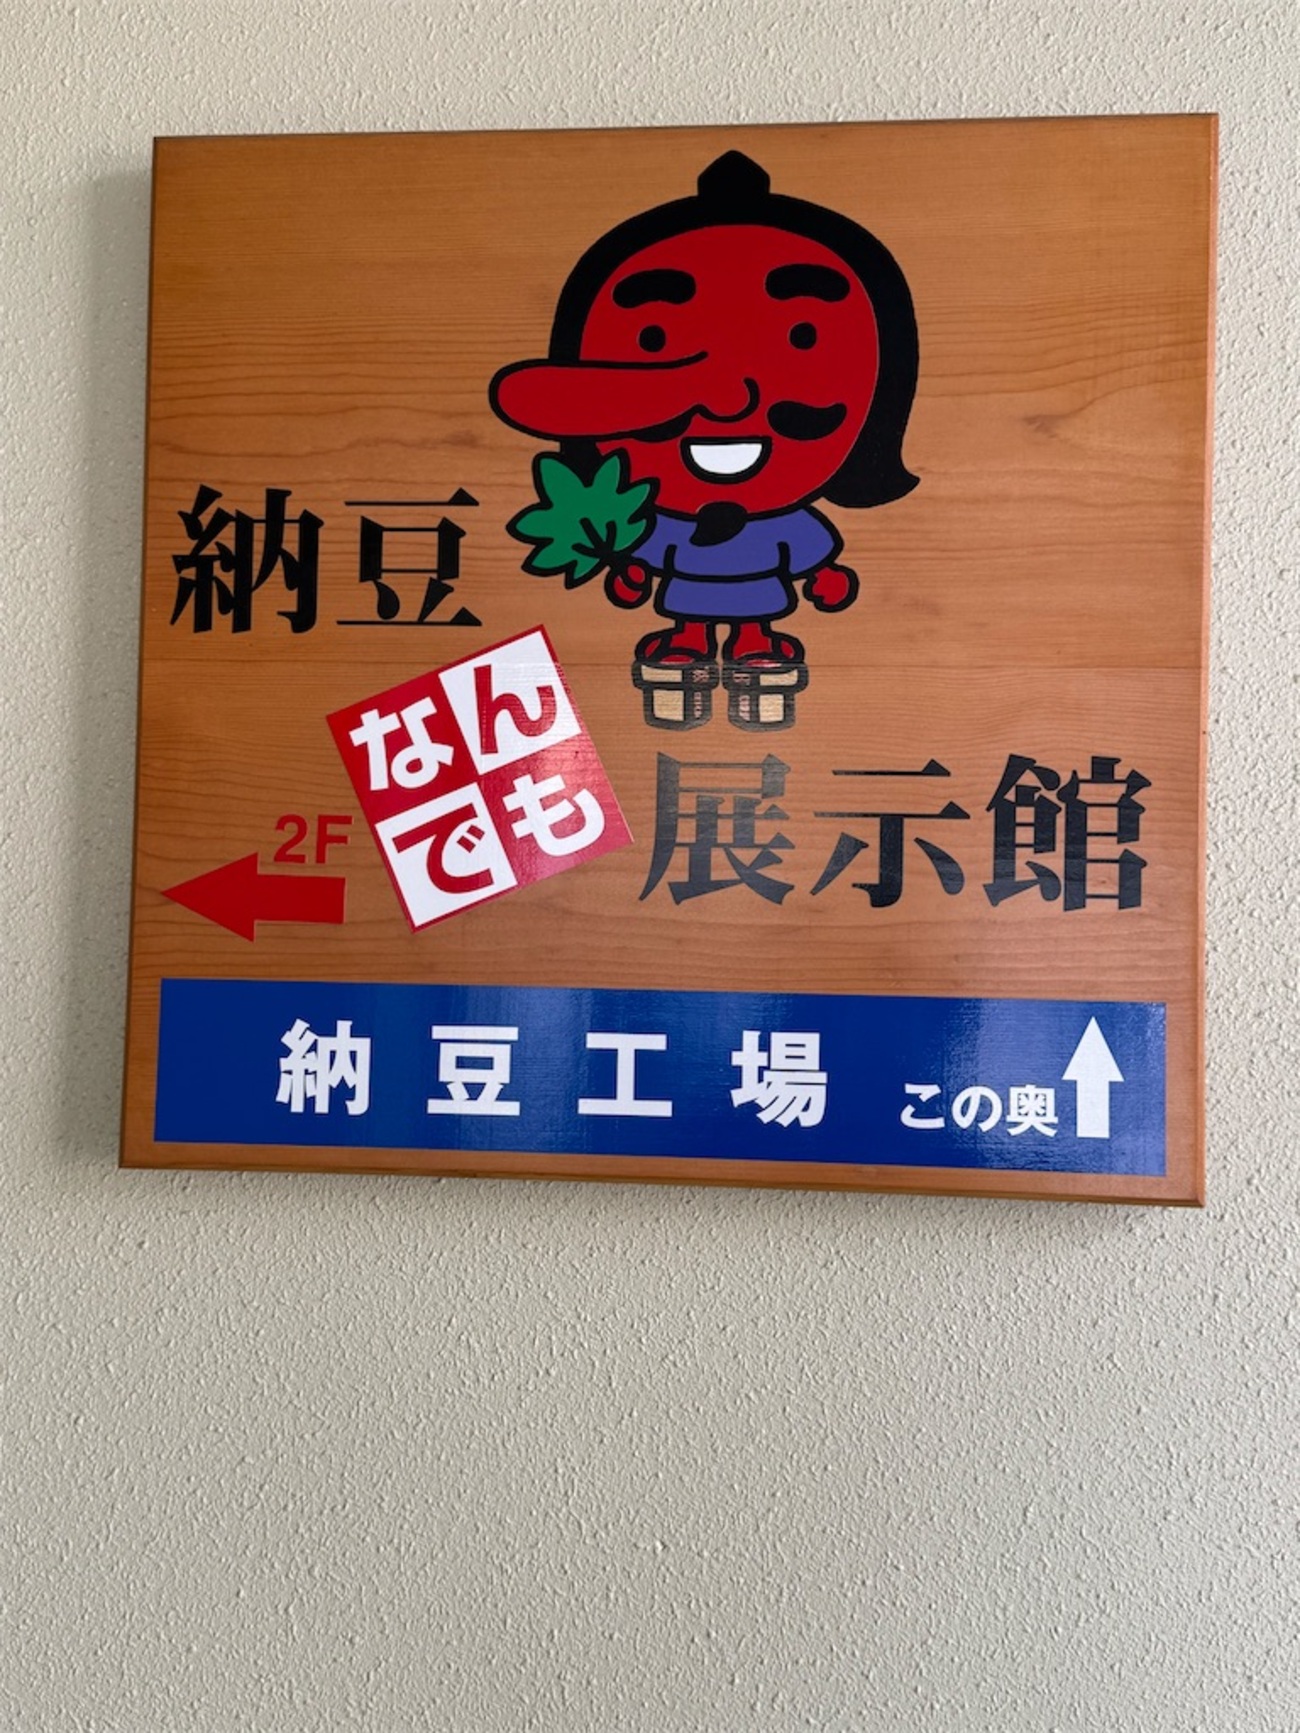 納豆
なんでも
展示館
2F
納豆工場 この奥